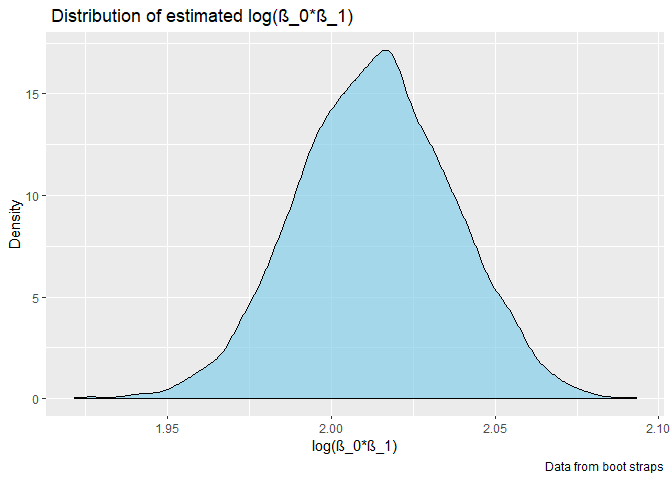 Distribution of estimated log(ß_0*ß_1)
15
10
5
0
Density
1.95
2.00
2.05
2.10
log(ß_0*ß_1)
Data from boot straps